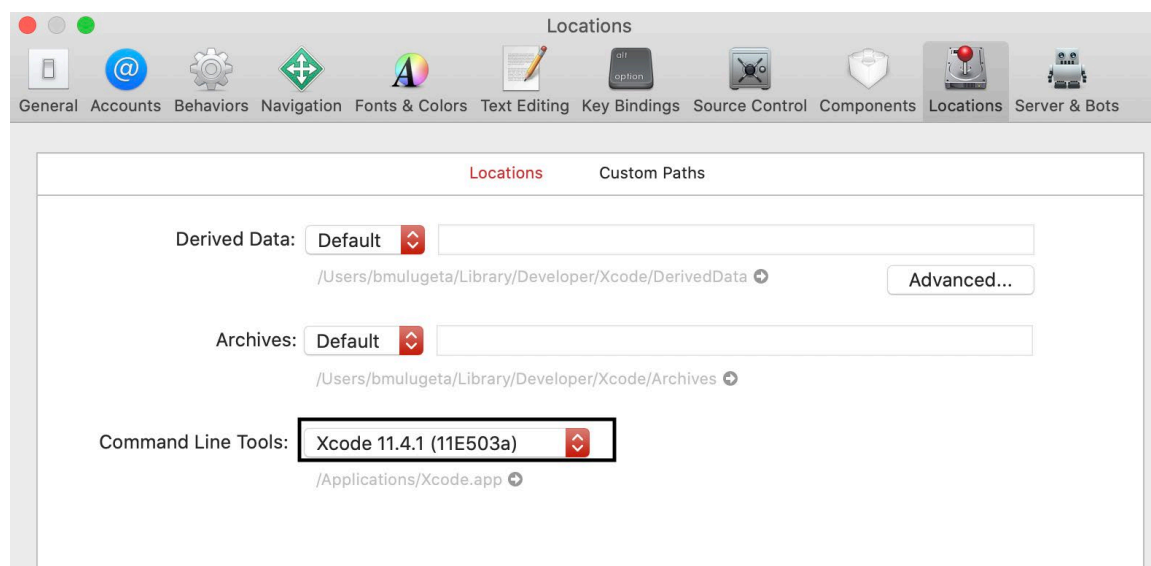 Locations
alt
option
General Accounts Behaviors Navigation Fonts & Colors Text Editing Key Bindings Source Control Components Locations Server & Bots
Locations Custom Paths
Derived Data: Default
/Users/bmulugeta/Library/Developer/Xcode/DerivedData
Advanced...
Archives: Default
/Users/bmulugeta/Library/Developer/Xcode/Archives
Command Line Tools: Xcode 11.4.1 (11E503a)
/Applications/Xcode.app